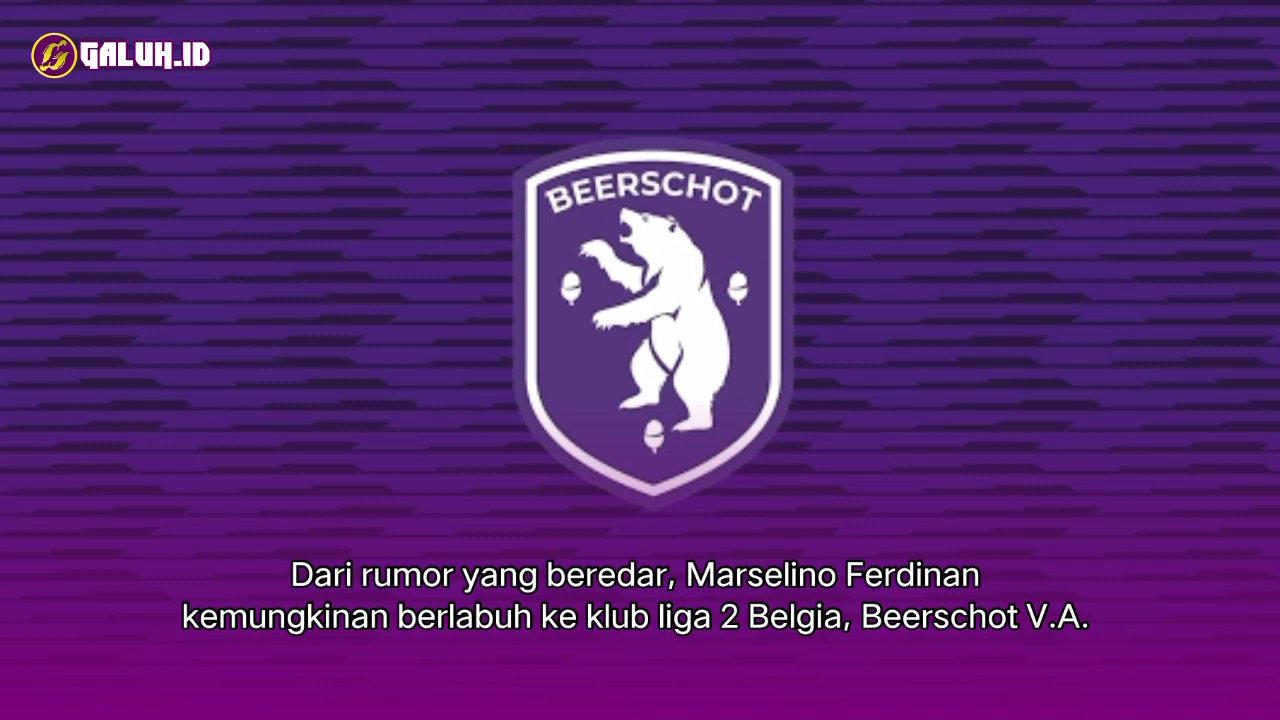 GALUH.ID
BEERSCHOT
Dari rumor yang beredar, Marselino Ferdinan
kemungkinan berlabuh ke klub liga 2 Belgia, Beerschot V.A.